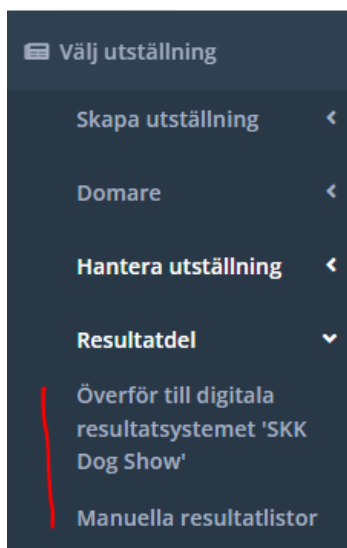 Välj utställning
Skapa utställning
Domare
Hantera utställning
Resultatdel
Överför till digitala
resultatsystemet 'SKK
Dog Show'
Manuella resultatlistor